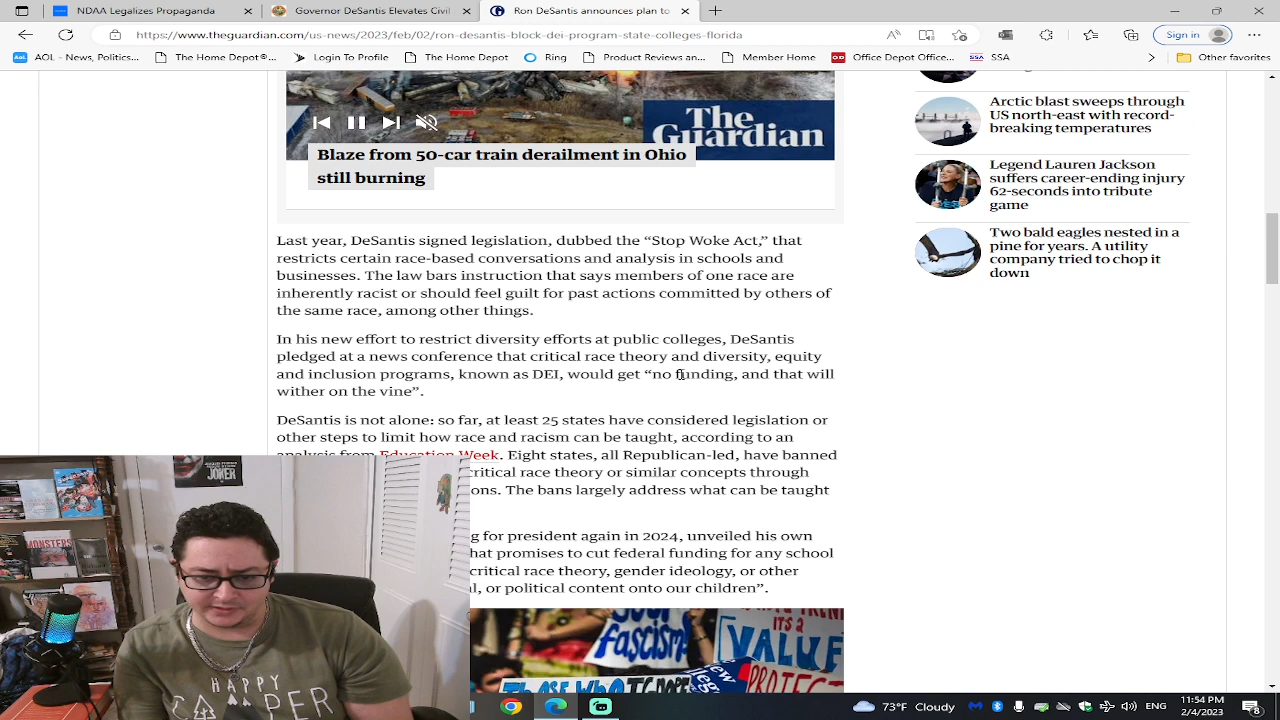 NDAA Legalizes Propaganda
DeSantis to
https://www.theguardian.com/us-news/2023/feb/02/ron-desantis-block-dei-program-state-colleges-florida
Sign in
AOL - News, Politics
The Home Depot®
Login To Profile
Ring
Product Reviews an...
Member Home
Office Depot Office...
SSA
Other favorites
The
Guardian
Blaze from 50-car train derailment in Ohio
still burning
Arctic blast sweeps through
US north-east with record-
breaking temperatures
Legend Lauren Jackson
suffers career-ending injury
62-seconds into tribute
game
Two bald eagles nested in a
pine for years. A utility
company tried to chop it
down
Last year, DeSantis signed legislation, dubbed the “Stop Woke Act,” that
restricts certain race-based conversations and analysis in schools and
businesses. The law bars instruction that says members of one race are
inherently racist or should feel guilt for past actions committed by others of
the same race, among other things.
In his new effort to restrict diversity efforts at public colleges, DeSantis
pledged at a news conference that critical race theory and diversity, equity
and inclusion programs, known as DEI, would get “no funding, and that will
wither on the vine”.
DeSantis is not alone: so far, at least 25 states have considered legislation or
other steps to limit how race and racism can be taught, according to an
analysis from Education Week. Eight states, all Republican-led, have banned
critical race theory or similar concepts through
ons. The bans largely address what can be taught
g for president again in 2024, unveiled his own
hat promises to cut federal funding for any school
critical race theory, gender ideology, or other
l, or political content onto our children”.
JOKER
MONSTERS
HAPPY
CAMPER
fascism!
IT'S A
VALUE
PROTECT
THOSE WHO
73°F Cloudy
ENG
11:54 PM
2/4/2023
8